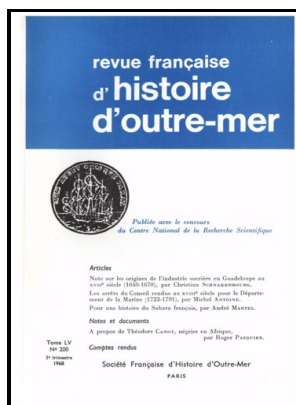 revue française
d'histoire
d'outre-mer
Publiée avec le concours
du Centre National de la Recherche Scientifique
Articles
Note sur les origines de l'industrie sucrière en Guadeloupe au
XVIIe siècle (1640-1670), par Christian SCHNAKENBOURG.
Les arrêts du Conseil rendus au XVIIIe siècle pour le Départe-
ment de la Marine (1723-1791), par Michel ANTOINE.
Pour une histoire du Sahara français, par André MARTEL.
Notes et documents
A propos de Théodore CANOT, négrier en Afrique,
par Roger PASQUIER.
Comptes rendus
Tome LV
N° 200
3e trimestre
1968
Société Française d'Histoire d'Outre-Mer
PARIS